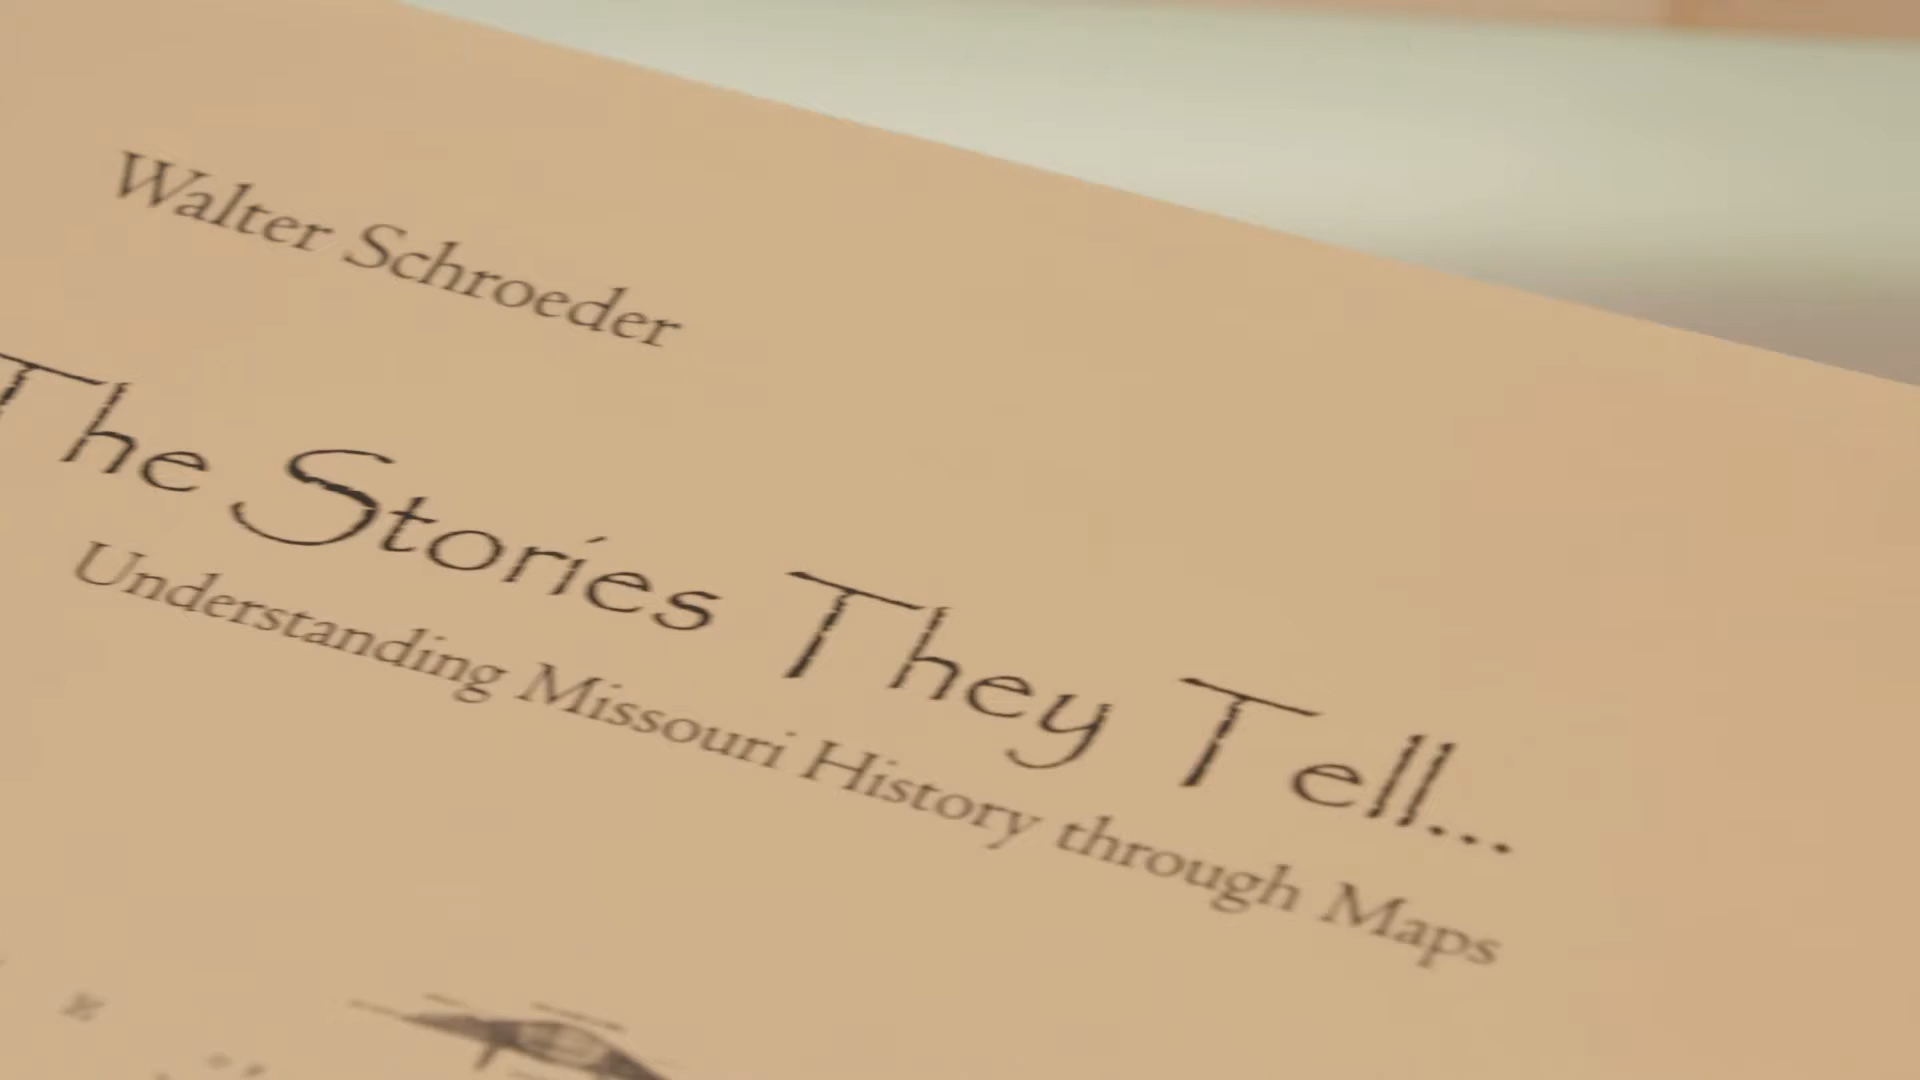 Walter Schroeder
The Stories They Tell...
Understanding Missouri History through Maps